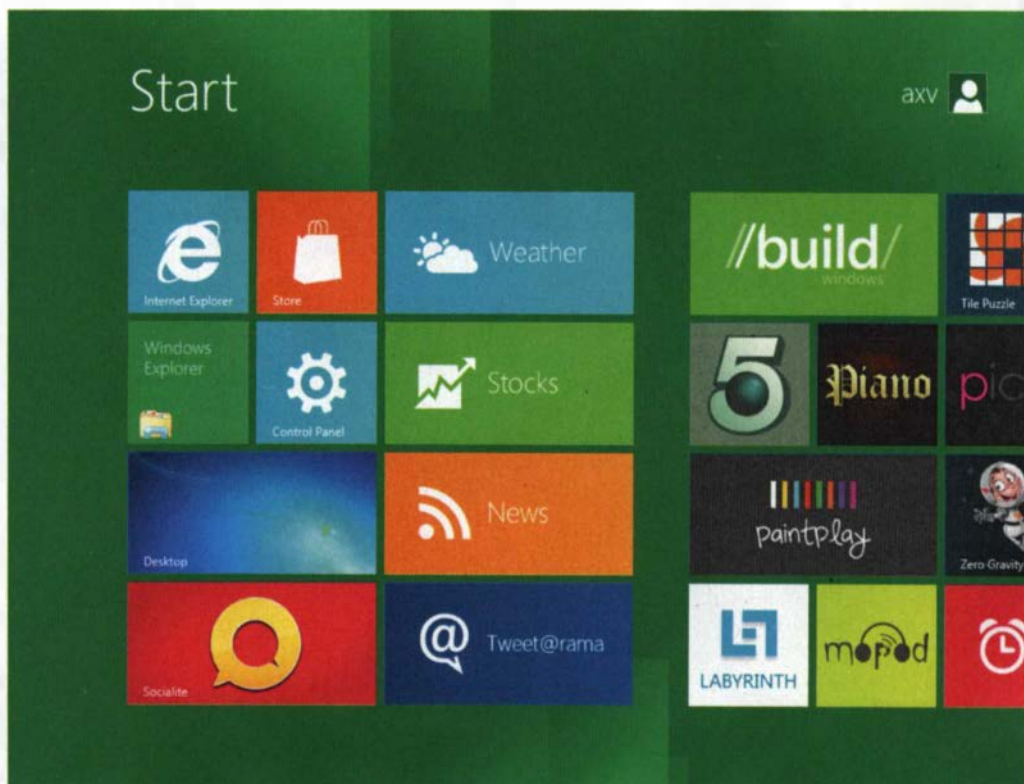 Start
axv
Internet Explorer
Store
Weather
Windows
Explorer
Control Panel
Stocks
Desktop
News
Socialite
Tweet@rama
//build/
windows
Tile Puzzle
5
Piano
pic
paintplay
Zero Gravity
LABYRINTH
mopod